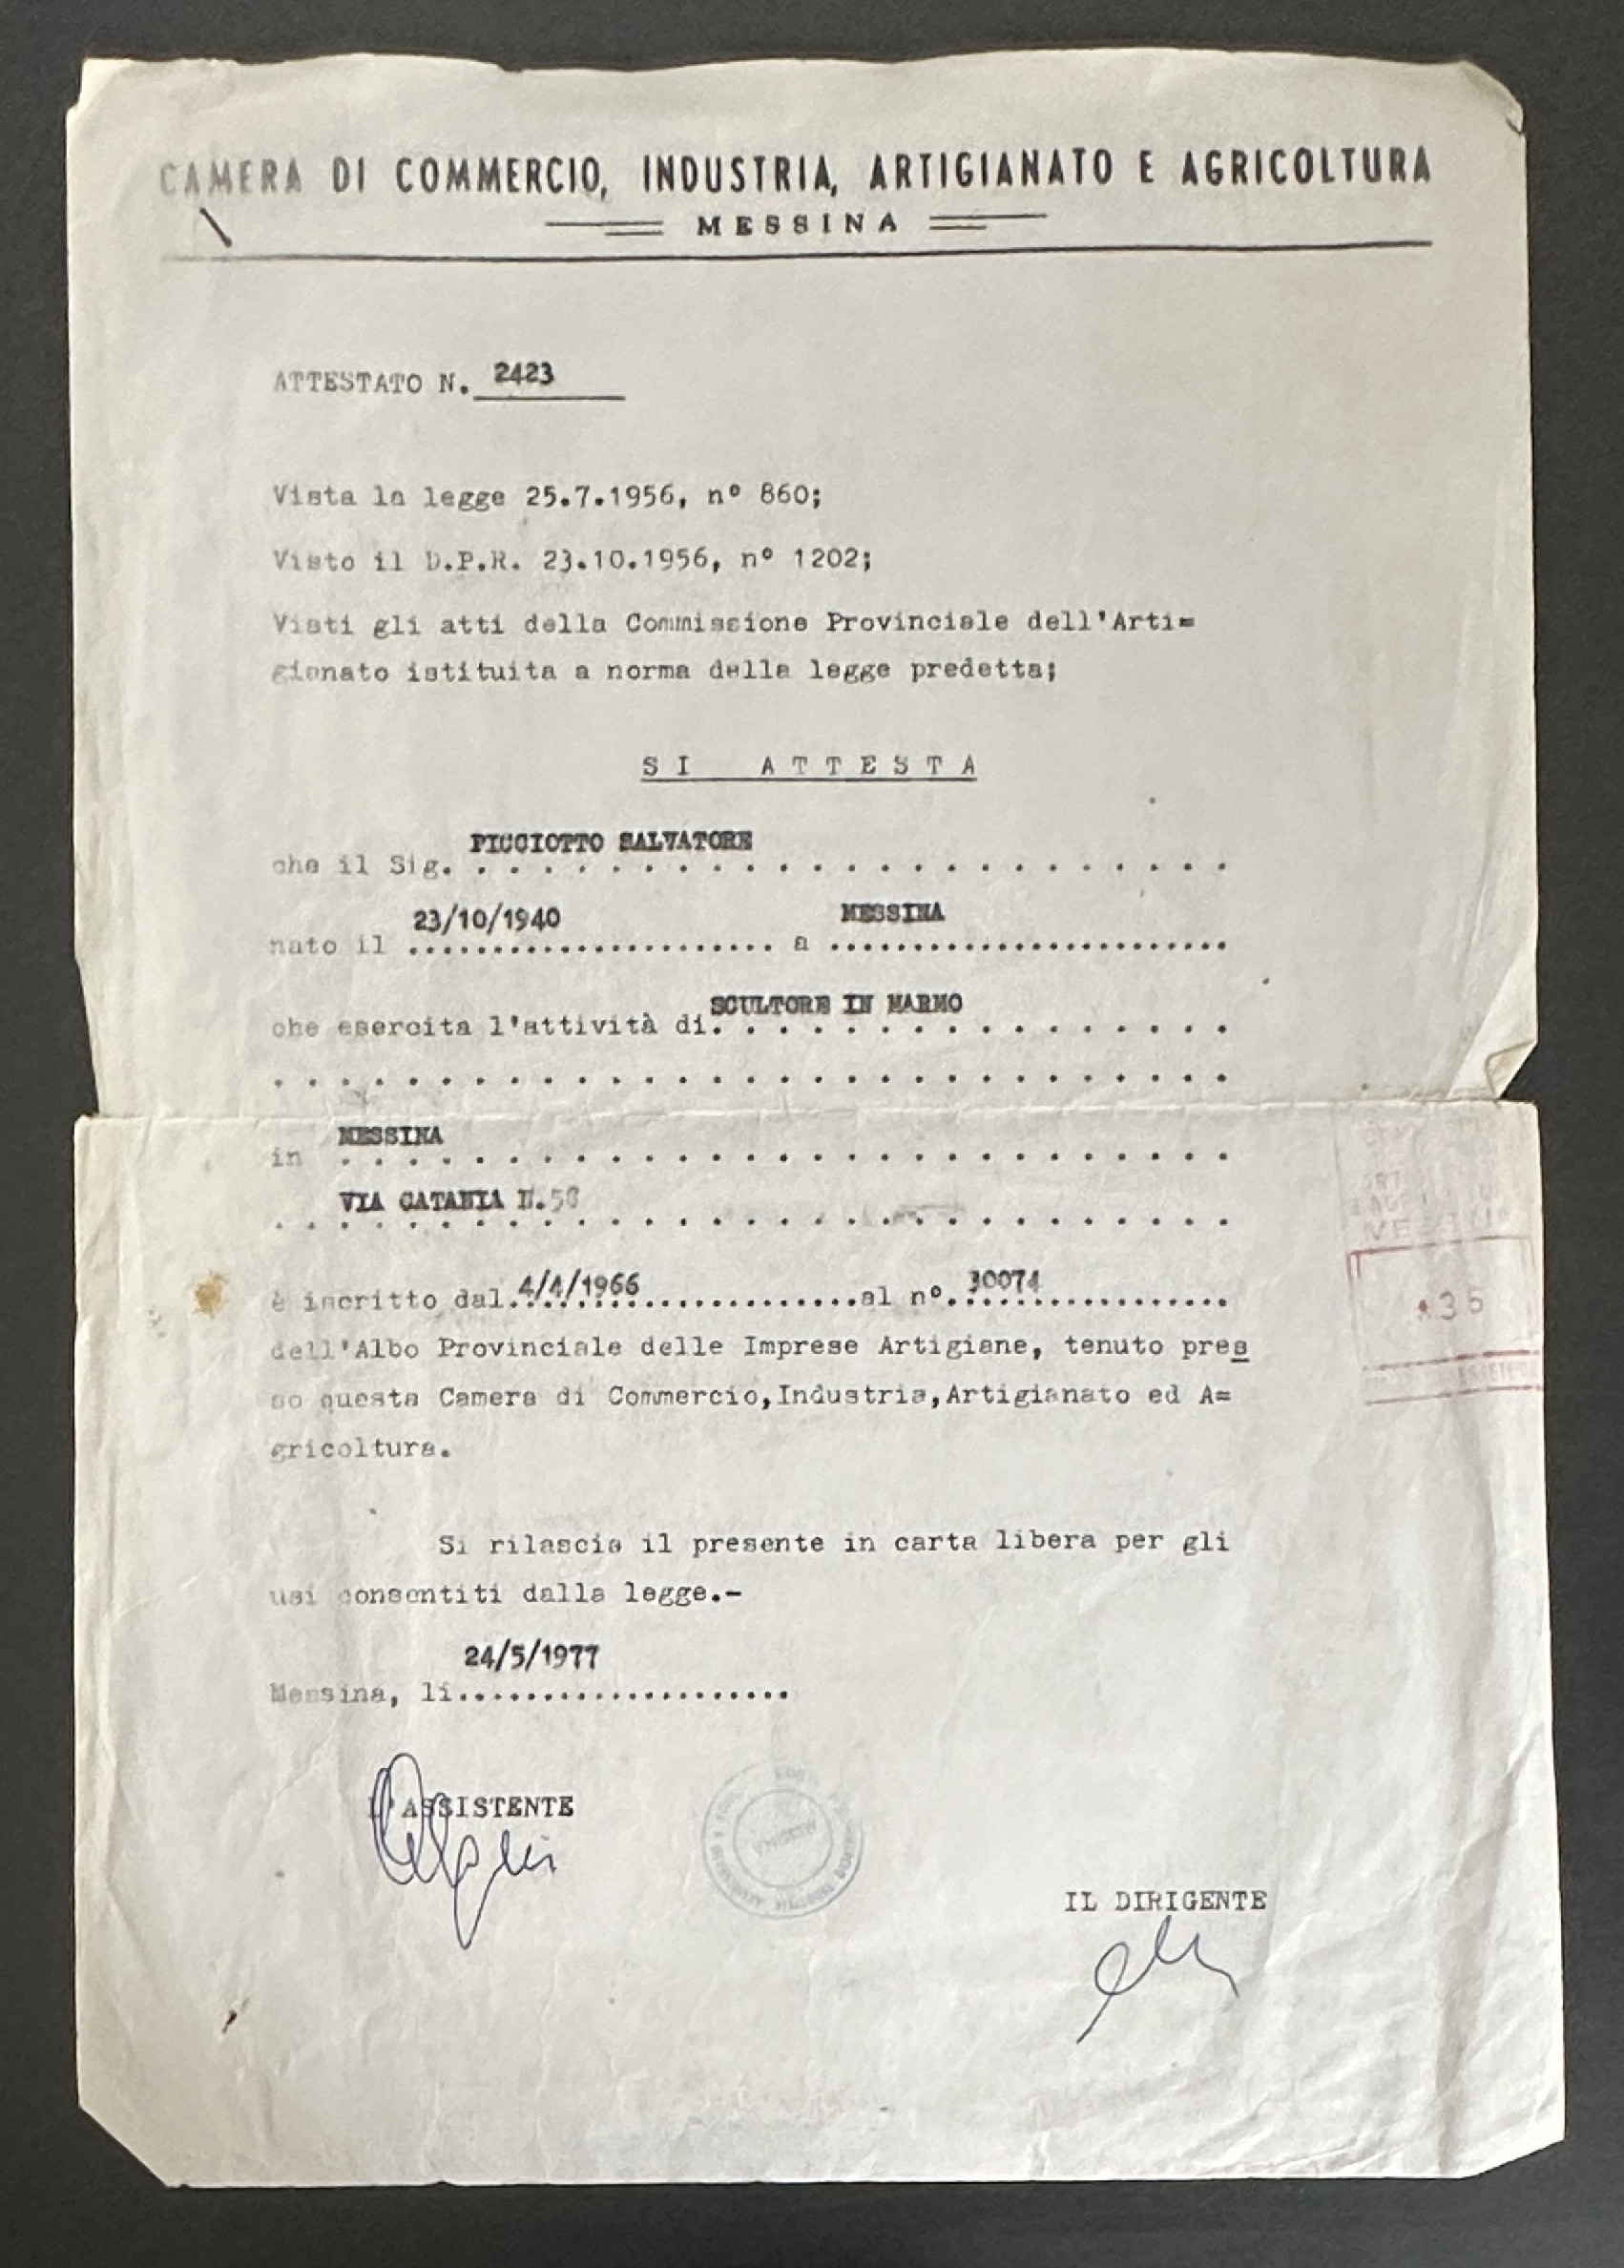 CAMERA DI COMMERCIO, INDUSTRIA, ARTIGIANATO E AGRICOLTURA
MESSINA
ATTESTATO N. 2423
Vista la legge 25.7.1956, n° 860;
Visto il D.P.R. 23.10.1956, n° 1202;
Visti gli atti della Commissione Provinciale dell'Arti=
gianato istituita a norma della legge predetta;
SI ATTESTA
che il Sig. PICCIOTTO SALVATORE
nato il 23/10/1940 a MESSINA
che esercita l'attività di SCULTORE IN MARMO
in MESSINA
VIA CATANIA N.58
è iscritto dal 4/4/1966 al n° 30074
dell'Albo Provinciale delle Imprese Artigiane, tenuto pres
so questa Camera di Commercio,Industria,Artigianato ed A=
gricoltura.
Si rilascia il presente in carta libera per gli
usi consentiti dalla legge.-
24/5/1977
Messina, lì
L'ASSISTENTE
MESSINA
IL DIRIGENTE
35